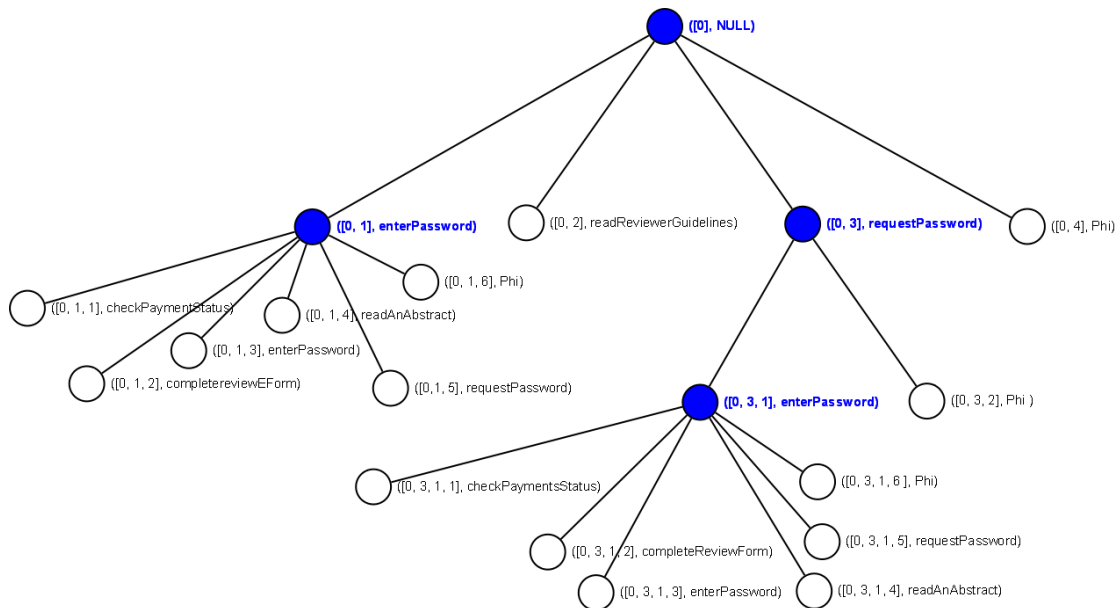 ([0], NULL)
([0, 1], enterPassword)
([0, 2], readReviewerGuidelines)
([0, 3], requestPassword)
([0, 4], Phi)
([0, 1, 6], Phi)
([0, 1, 1], checkPaymentStatus)
([0, 1, 4], readAnAbstract)
([0, 1, 3], enterPassword)
([0, 1, 2], completereviewEForm)
([0,1, 5], requestPassword)
([0, 3, 1], enterPassword)
([0, 3, 2], Phi )
([0, 3, 1, 1], checkPaymentsStatus)
([0, 3, 1, 6 ], Phi)
([0, 3, 1, 5], requestPassword)
([0, 3, 1, 2], completeReviewForm)
([0, 3, 1, 3], enterPassword)
([0, 3, 1, 4], readAnAbstract)